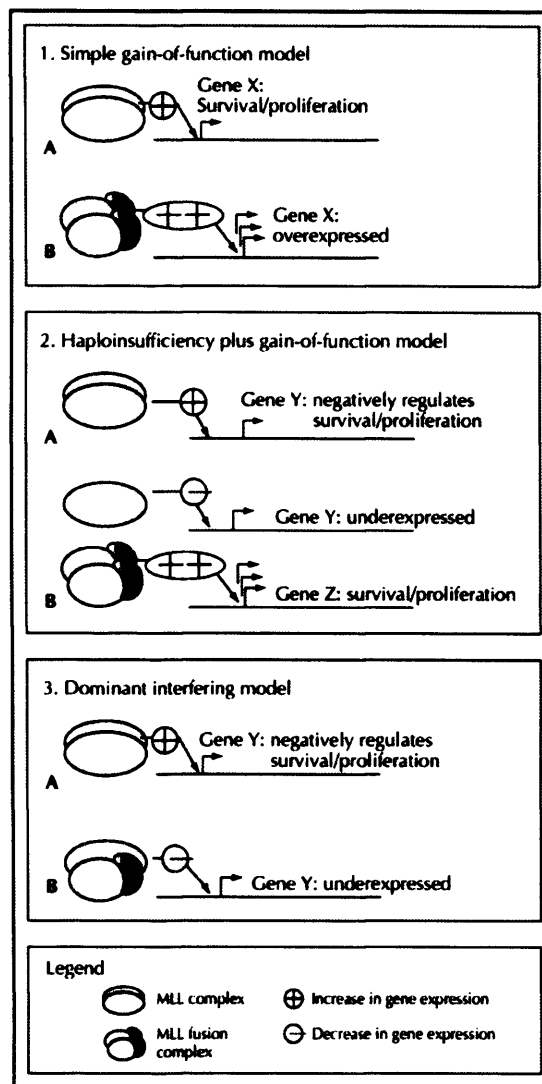 1. Simple gain-of-function model
Gene X:
Survival/proliferation
A
Gene X:
overexpressed
B
2. Haploinsufficiency plus gain-of-function model
Gene Y: negatively regulates
survival/proliferation
A
Gene Y: underexpressed
B
Gene Z: survival/proliferation
3. Dominant interfering model
Gene Y: negatively regulates
survival/proliferation
A
B
Gene Y: underexpressed
Legend
MLL complex
Increase in gene expression
MLL fusion
complex
Decrease in gene expression